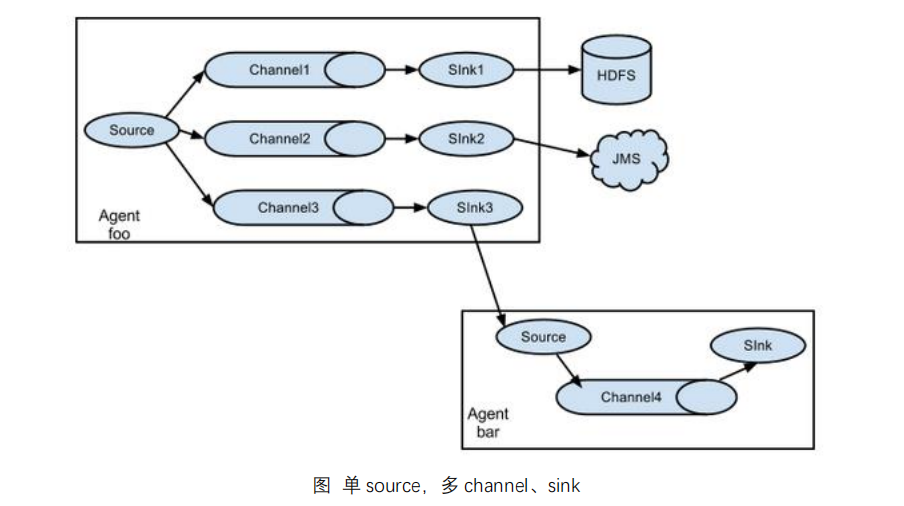 Channel1
SInk1
HDFS
Source
Channel2
SInk2
JMS
Channel3
SInk3
Agent
foo
Source
SInk
Channel4
Agent
bar
图 单 source，多 channel、sink